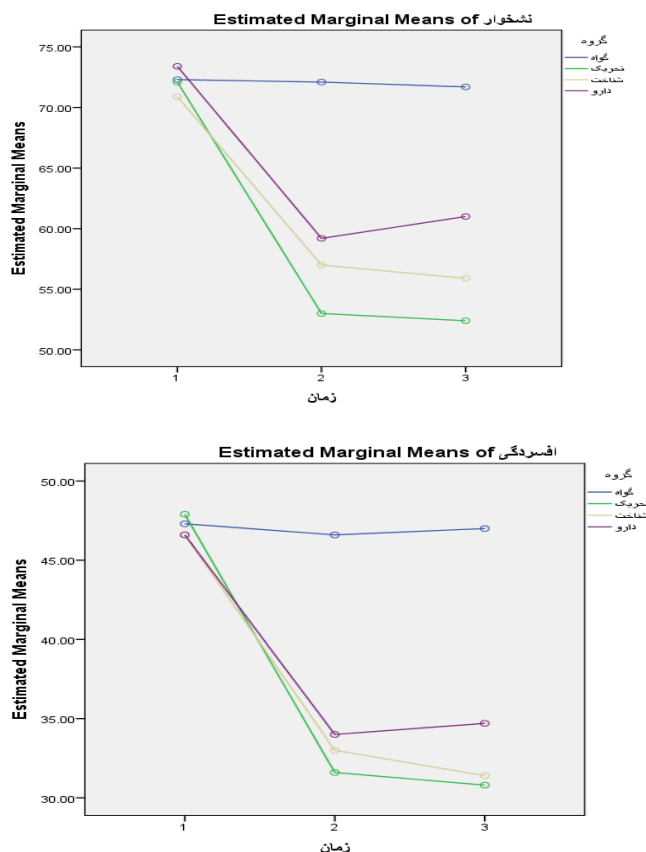 Estimated Marginal Means of نشخوار
گروه
گواه
تحریک
شناخت
دارو
Estimated Marginal Means
75.00
70.00
65.00
60.00
55.00
50.00
1 2 3
زمان
Estimated Marginal Means of افسردگی
گروه
گواه
تحریک
شناخت
دارو
Estimated Marginal Means
50.00
45.00
40.00
35.00
30.00
1 2 3
زمان